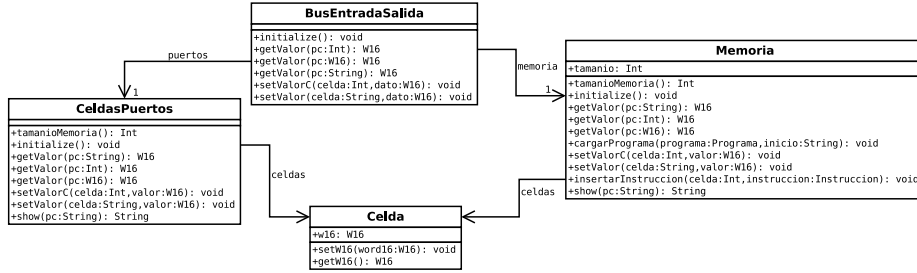 BusEntradaSalida
+initialize(): void
+getValor(pc:Int): W16
+getValor(pc:W16): W16
+getValor(pc:String): W16
+setValorC(celda:Int,dato:W16): void
+setValor(celda:String,dato:W16): void
puertos
1
memoria
1
Memoria
+tamanio: Int
+tamanioMemoria(): Int
+initialize(): void
+getValor(pc:String): W16
+getValor(pc:Int): W16
+getValor(pc:W16): W16
+cargarPrograma(programa:Programa,inicio:String): void
+setValorC(celda:Int,valor:W16): void
+setValor(celda:String,valor:W16): void
+insertarInstruccion(celda:Int,instruccion:Instruccion): void
+show(pc:String): String
CeldasPuertos
+tamanioMemoria(): Int
+initialize(): void
+getValor(pc:String): W16
+getValor(pc:Int): W16
+getValor(pc:W16): W16
+setValorC(celda:Int,valor:W16): void
+setValor(celda:String,valor:W16): void
+show(pc:String): String
celdas
celdas
Celda
+w16: W16
+setW16(word16:W16): void
+getW16(): W16